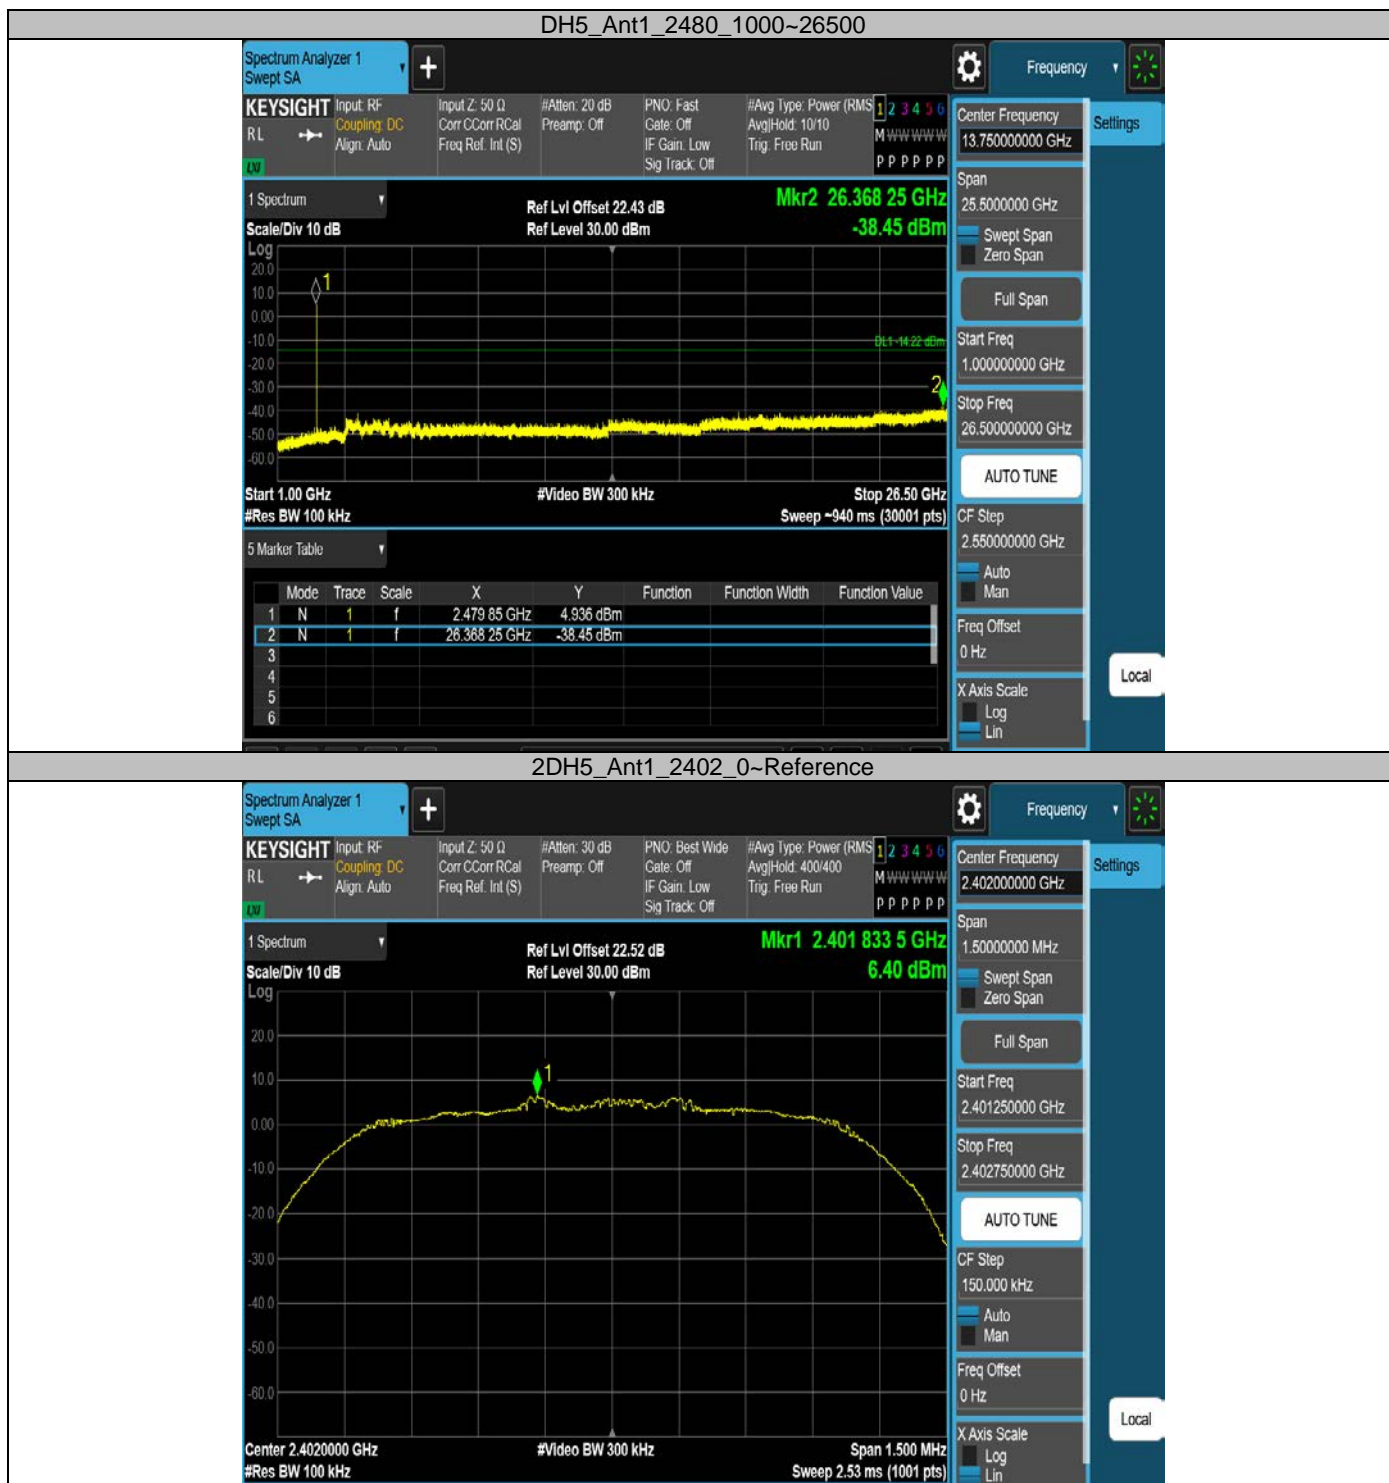 DH5_Ant1_2480_1000~26500
Spectrum Analyzer 1
Swept SA
Frequency
KEYSIGHT
RL
LXI
Input: RF
Coupling: DC
Align: Auto
Input Z: 50 Ω
Corr CCorr RCal
Freq Ref: Int (S)
#Atten: 20 dB
Preamp: Off
PNO: Fast
Gate: Off
IF Gain: Low
Sig Track: Off
#Avg Type: Power (RMS
Avg|Hold: 10/10
Trig: Free Run
1 2 3 4 5 6
M W W W W W
P P P P P P
1 Spectrum
Scale/Div 10 dB
Ref Lvl Offset 22.43 dB
Ref Level 30.00 dBm
Mkr2 26.368 25 GHz
-38.45 dBm
Log
20.0
10.0
0.00
-10.0
-20.0
-30.0
-40.0
-50.0
-60.0
1
DL1 -14.22 dBm
2
Start 1.00 GHz
#Res BW 100 kHz
#Video BW 300 kHz
Stop 26.50 GHz
Sweep ~940 ms (30001 pts)
5 Marker Table
Mode Trace Scale X Y Function Function Width Function Value
1 N 1 f 2.479 85 GHz 4.936 dBm
2 N 1 f 26.368 25 GHz -38.45 dBm
3
4
5
6
Center Frequency
13.750000000 GHz
Settings
Span
25.5000000 GHz
Swept Span
Zero Span
Full Span
Start Freq
1.000000000 GHz
Stop Freq
26.500000000 GHz
AUTO TUNE
CF Step
2.550000000 GHz
Auto
Man
Freq Offset
0 Hz
Local
X Axis Scale
Log
Lin
2DH5_Ant1_2402_0~Reference
Spectrum Analyzer 1
Swept SA
Frequency
KEYSIGHT
RL
LXI
Input: RF
Coupling: DC
Align: Auto
Input Z: 50 Ω
Corr CCorr RCal
Freq Ref: Int (S)
#Atten: 30 dB
Preamp: Off
PNO: Best Wide
Gate: Off
IF Gain: Low
Sig Track: Off
#Avg Type: Power (RMS
Avg|Hold: 400/400
Trig: Free Run
1 2 3 4 5 6
M W W W W W
P P P P P P
1 Spectrum
Scale/Div 10 dB
Ref Lvl Offset 22.52 dB
Ref Level 30.00 dBm
Mkr1 2.401 833 5 GHz
6.40 dBm
Log
20.0
10.0
0.00
-10.0
-20.0
-30.0
-40.0
-50.0
-60.0
1
Center 2.4020000 GHz
#Res BW 100 kHz
#Video BW 300 kHz
Span 1.500 MHz
Sweep 2.53 ms (1001 pts)
Center Frequency
2.402000000 GHz
Settings
Span
1.50000000 MHz
Swept Span
Zero Span
Full Span
Start Freq
2.401250000 GHz
Stop Freq
2.402750000 GHz
AUTO TUNE
CF Step
150.000 kHz
Auto
Man
Freq Offset
0 Hz
Local
X Axis Scale
Log
Lin